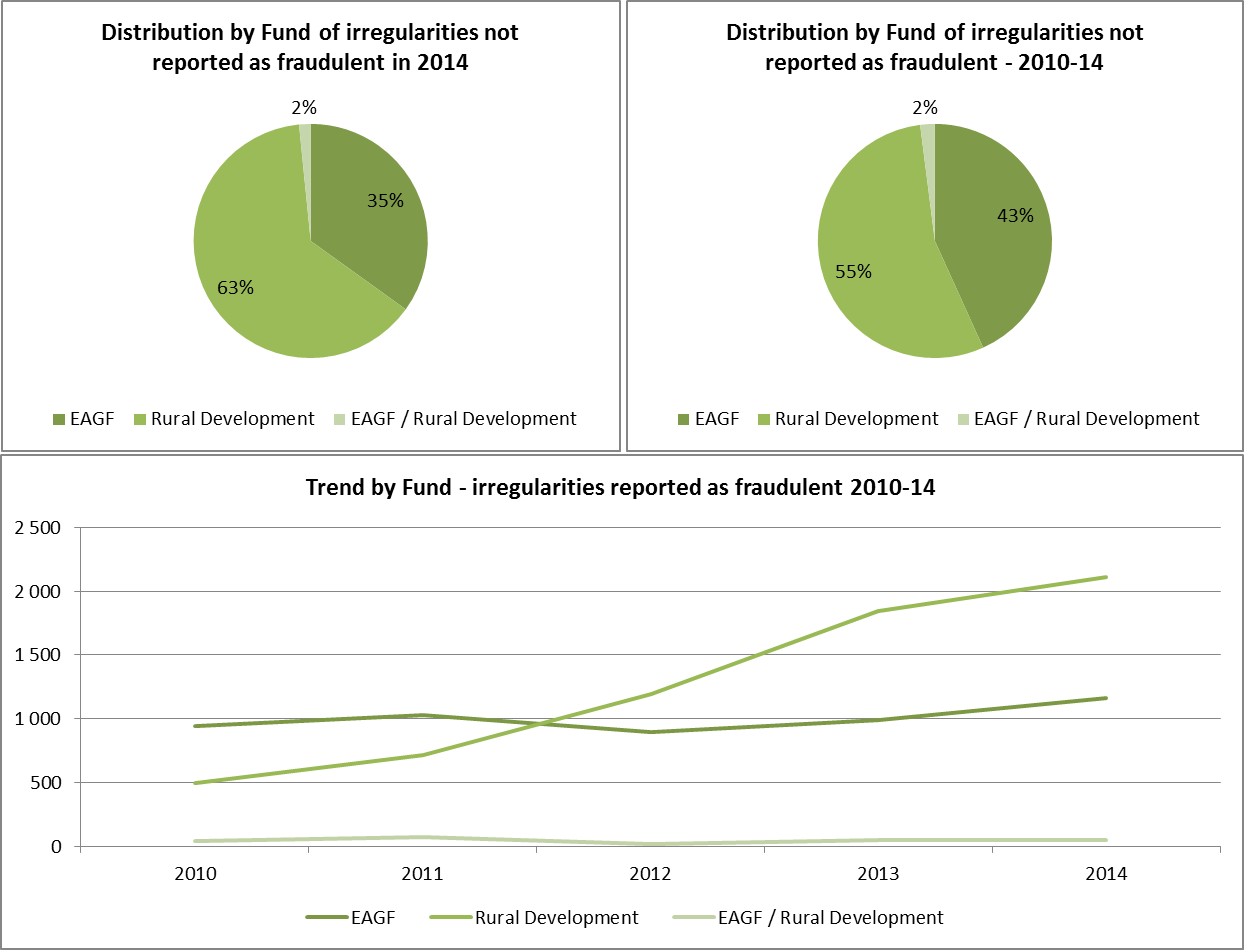 Distribution by Fund of irregularities not
reported as fraudulent in 2014
2%
35%
63%
EAGF Rural Development EAGF / Rural Development
Distribution by Fund of irregularities not
reported as fraudulent - 2010-14
2%
43%
55%
EAGF Rural Development EAGF / Rural Development
Trend by Fund - irregularities reported as fraudulent 2010-14
2 500
2 000
1 500
1 000
500
0
2010 2011 2012 2013 2014
EAGF Rural Development EAGF / Rural Development